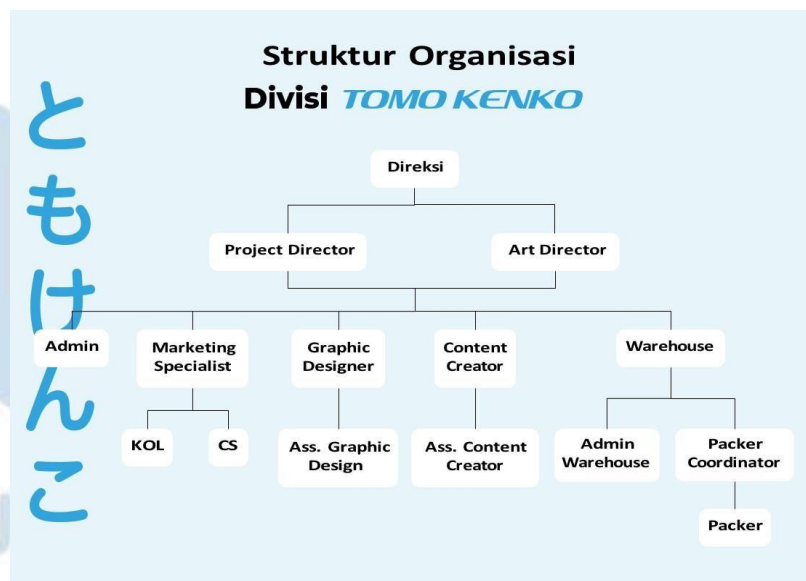 Struktur Organisasi
Divisi TOMO KENKO
ともけんこ
Direksi
Project Director
Art Director
Admin
Marketing
Specialist
Graphic
Designer
Content
Creator
Warehouse
KOL
CS
Ass. Graphic
Design
Ass. Content
Creator
Admin
Warehouse
Packer
Coordinator
Packer